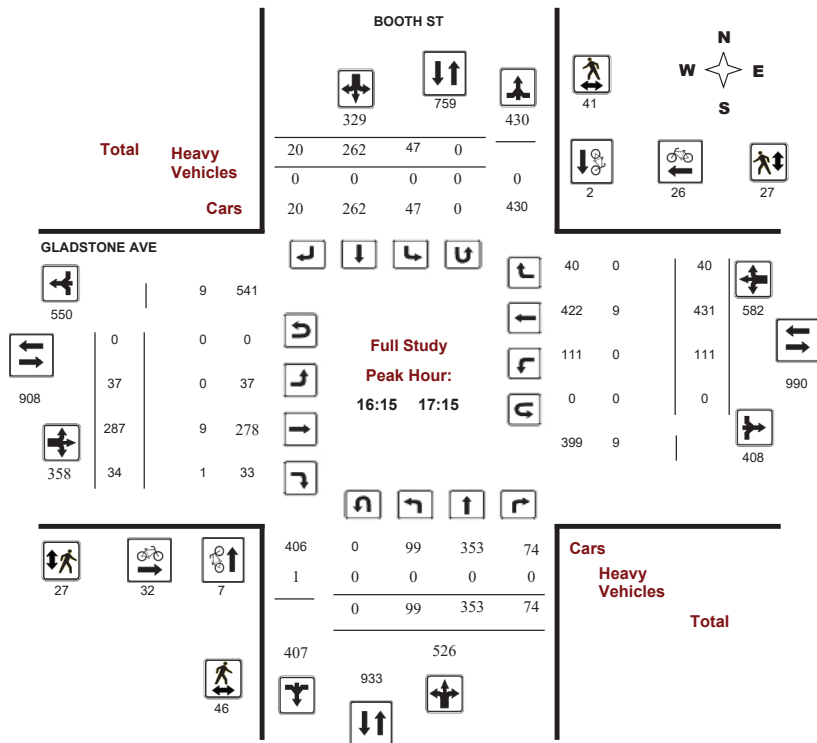 BOOTH ST
N
W E
S
759
41
329 430
Total Heavy Vehicles 20 262 47 0
0 0 0 0 0
Cars 20 262 47 0 430
2 26 27
GLADSTONE AVE
550 9 541
40 0 40
582
422 9 431
908 0 0 0
Full Study
Peak Hour:
16:15 17:15
111 0 111
990
37 0 37
0 0 0
287 9 278
399 9
408
358 34 1 33
406 0 99 353 74 Cars
1 0 0 0 0 Heavy
Vehicles
0 99 353 74 Total
27 32 7
407 526
933
46